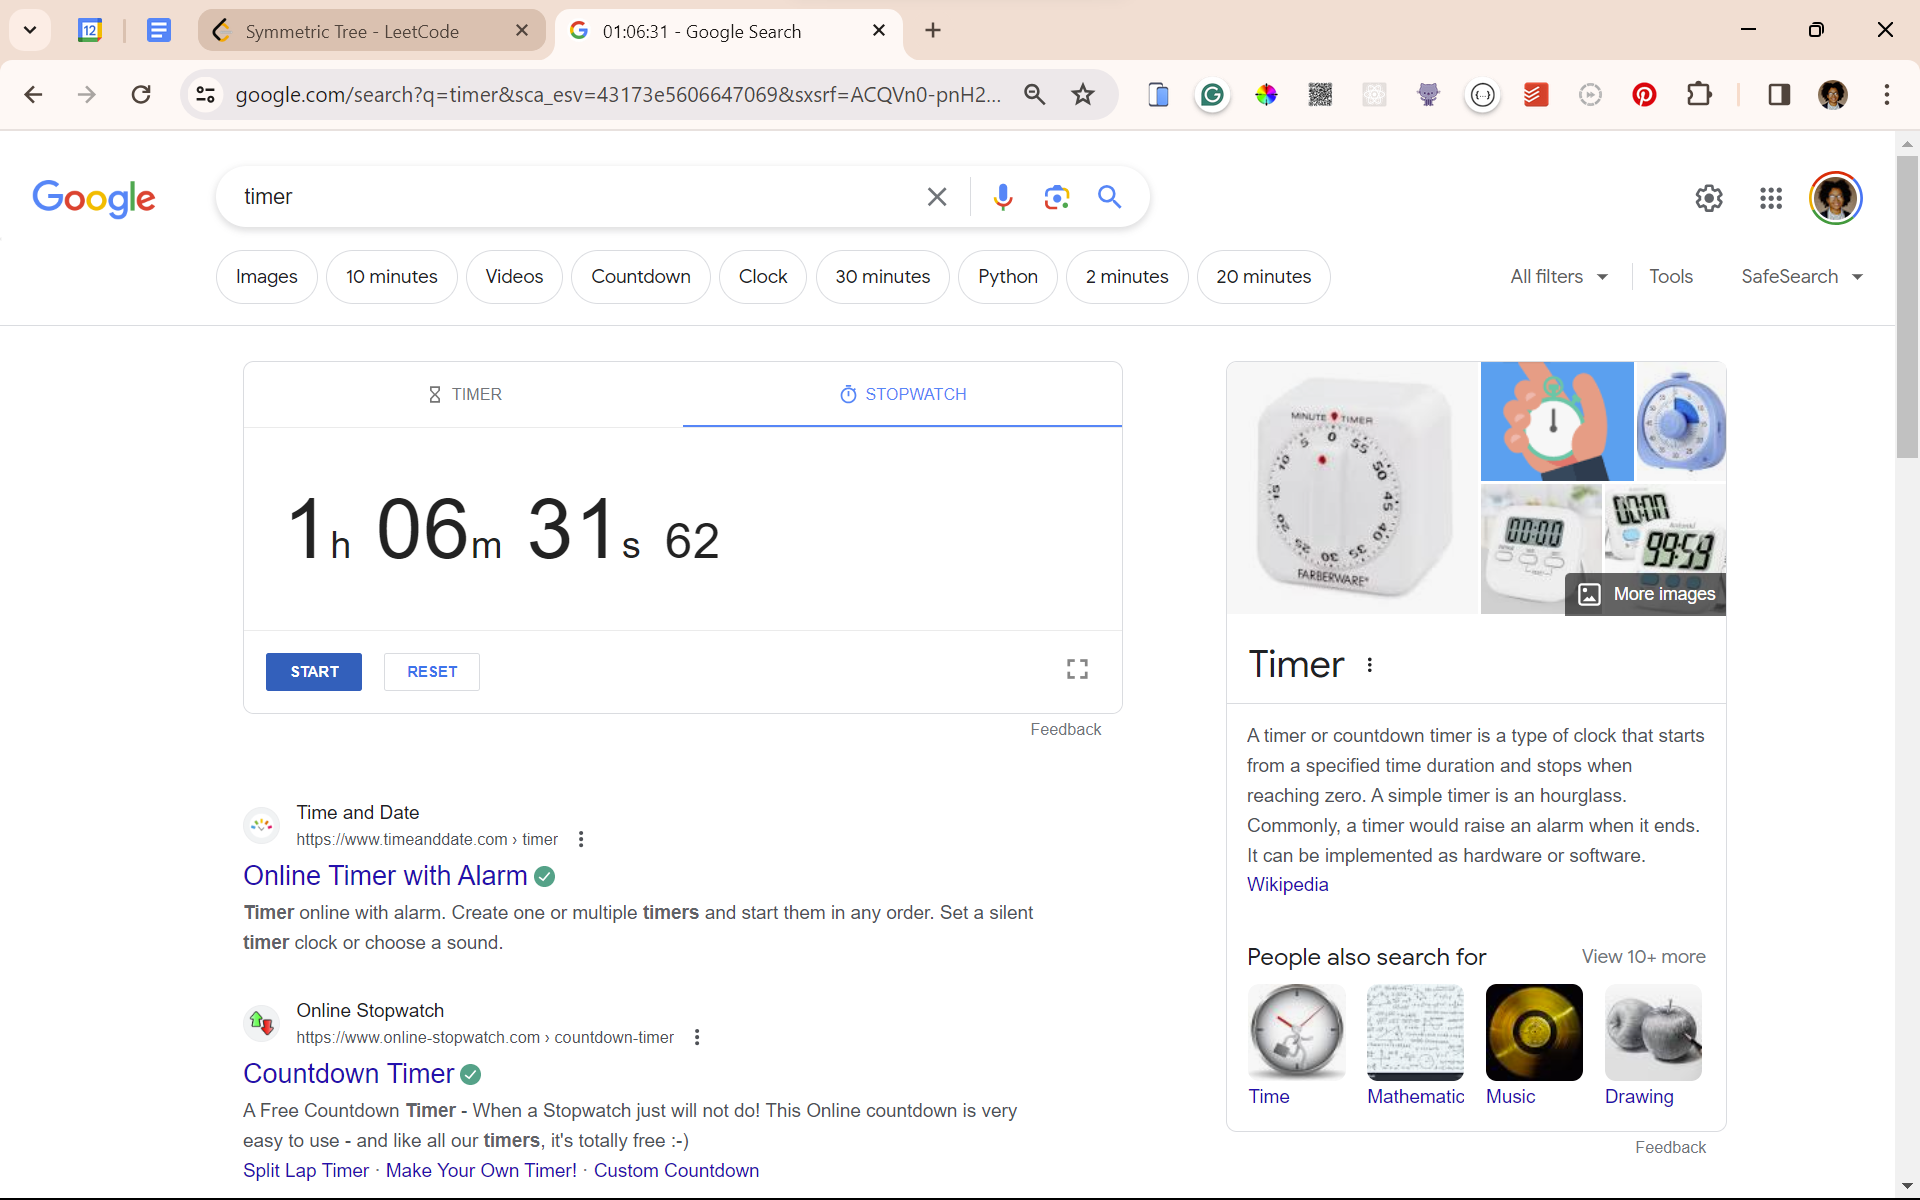 12
Symmetric Tree - LeetCode
01:06:31 - Google Search
google.com/search?q=timer&sca_esv=43173e5606647069&sxsrf=ACQVn0-pnH2...
Google
timer
Images
10 minutes
Videos
Countdown
Clock
30 minutes
Python
2 minutes
20 minutes
All filters
Tools
SafeSearch
TIMER
STOPWATCH
1h 06m 31s 62
START
RESET
Feedback
Time and Date
https://www.timeanddate.com › timer
Online Timer with Alarm
Timer online with alarm. Create one or multiple timers and start them in any order. Set a silent
timer clock or choose a sound.
Online Stopwatch
https://www.online-stopwatch.com › countdown-timer
Countdown Timer
A Free Countdown Timer - When a Stopwatch just will not do! This Online countdown is very
easy to use - and like all our timers, it's totally free :-)
Split Lap Timer · Make Your Own Timer! · Custom Countdown
MINUTE TIMER
0 55 50 45 40 35 30 25 20 15 10 5
FARBERWARE
00:00
00:00
99:59
More images
Timer
A timer or countdown timer is a type of clock that starts
from a specified time duration and stops when
reaching zero. A simple timer is an hourglass.
Commonly, a timer would raise an alarm when it ends.
It can be implemented as hardware or software.
Wikipedia
People also search for
View 10+ more
Time
Mathematic
Music
Drawing
Feedback